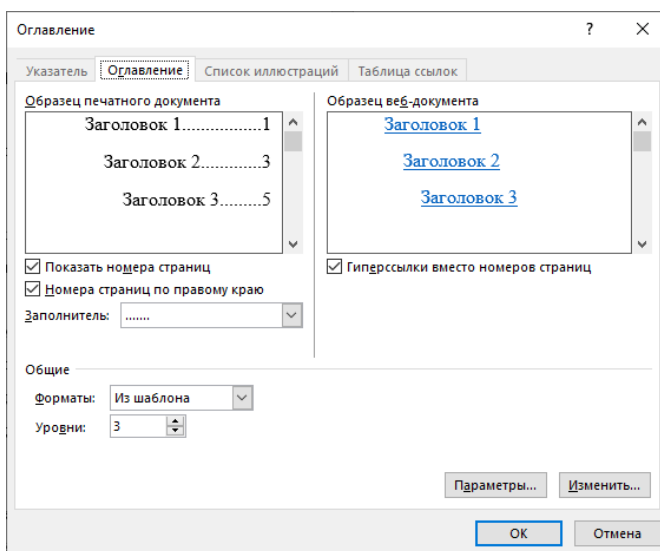 Оглавление
?
Указатель
Оглавление
Список иллюстраций
Таблица ссылок
Образец печатного документа
Заголовок 1.................1
Заголовок 2.............3
Заголовок 3.........5
Образец веб-документа
Заголовок 1
Заголовок 2
Заголовок 3
Показать номера страниц
Номера страниц по правому краю
Заполнитель: .......
Гиперссылки вместо номеров страниц
Общие
Форматы: Из шаблона
Уровни: 3
Параметры...
Изменить...
ОК
Отмена